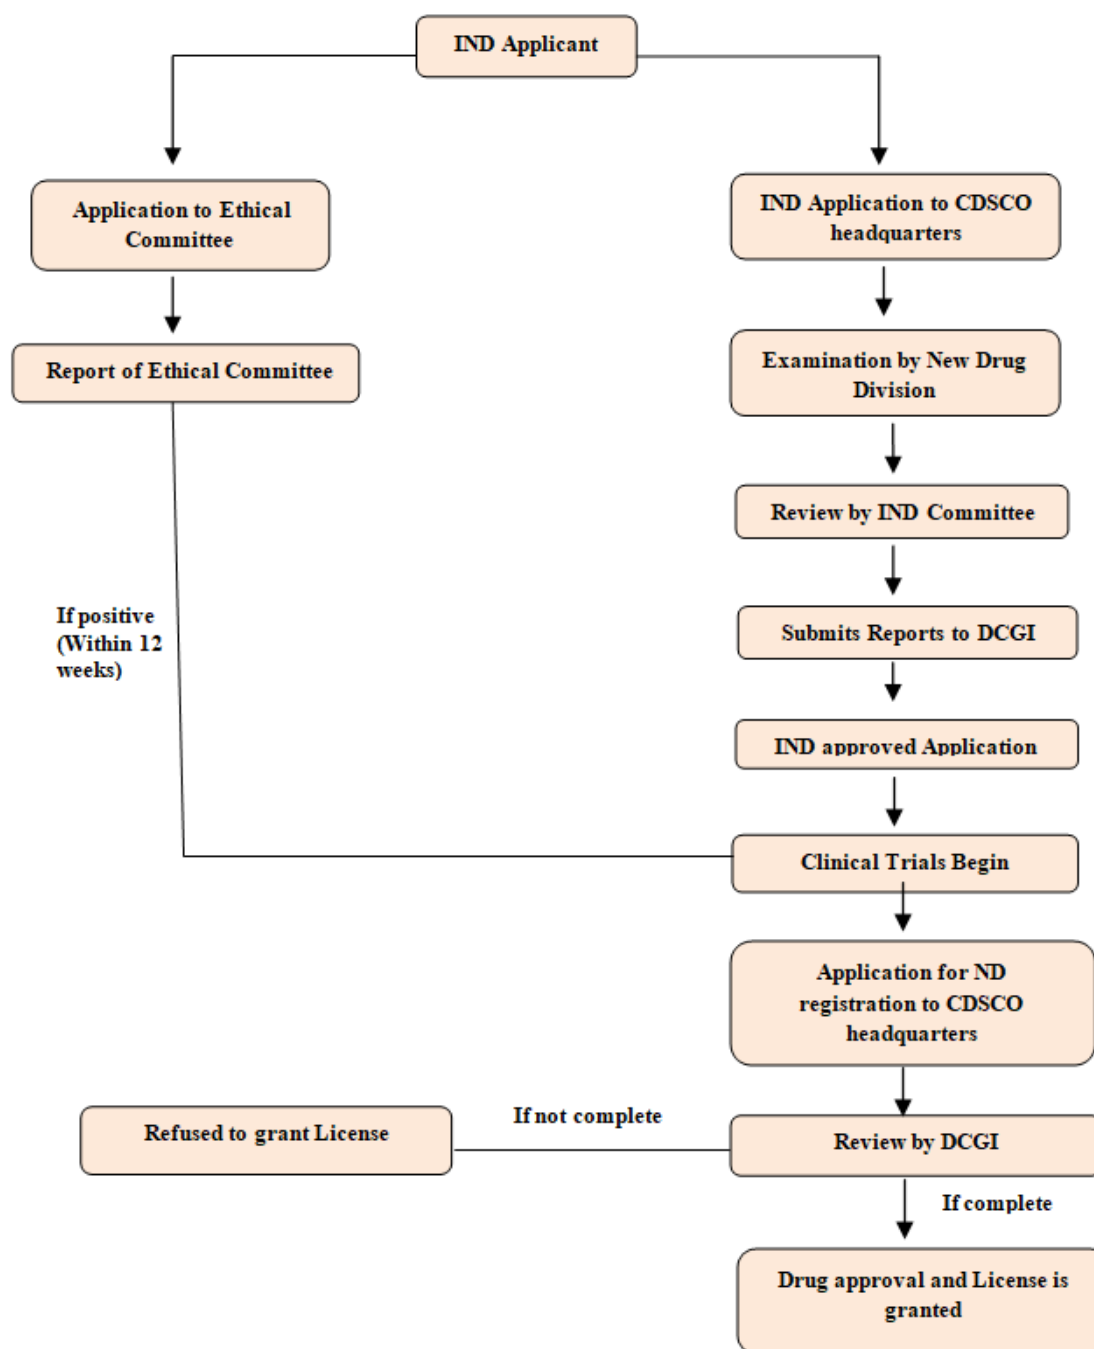 IND Applicant
Application to Ethical
Committee
IND Application to CDSCO
headquarters
Report of Ethical Committee
Examination by New Drug
Division
Review by IND Committee
If positive
(Within 12
weeks)
Submits Reports to DCGI
IND approved Application
Clinical Trials Begin
Application for ND
registration to CDSCO
headquarters
Refused to grant License
If not complete
Review by DCGI
If complete
Drug approval and License is
granted